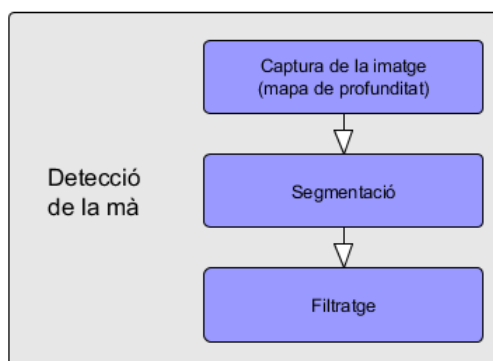 Captura de la imatge
(mapa de profunditat)
Detecció
de la mà
Segmentació
Filtratge